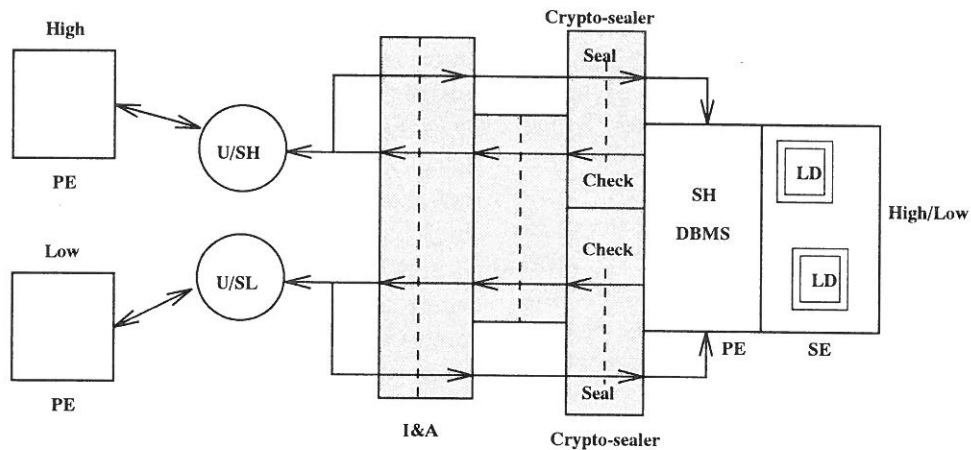 Crypto-sealer
High
Seal
U/SH
PE
Check
SH
DBMS
LD
High/Low
Low
Check
U/SL
LD
PE
SE
PE
Seal
I&A
Crypto-sealer